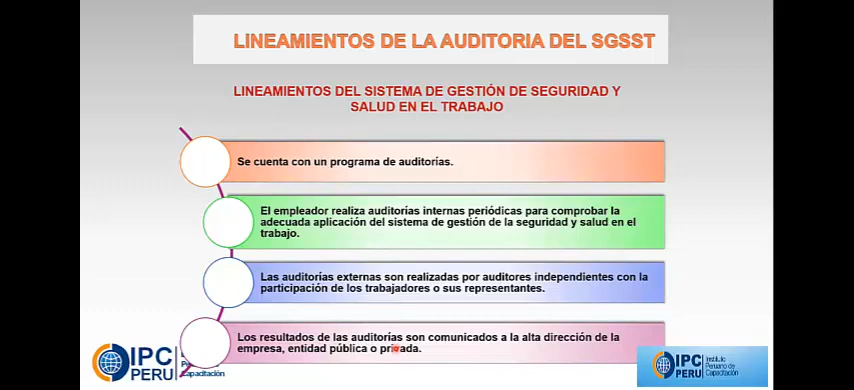 LINEAMIENTOS DE LA AUDITORIA DEL SGSST
LINEAMIENTOS DEL SISTEMA DE GESTIÓN DE SEGURIDAD Y
SALUD EN EL TRABAJO
Se cuenta con un programa de auditorías.
El empleador realiza auditorías internas periódicas para comprobar la
adecuada aplicación del sistema de gestión de la seguridad y salud en el
trabajo.
Las auditorías externas son realizadas por auditores independientes con la
participación de los trabajadores o sus representantes.
Los resultados de las auditorías son comunicados a la alta dirección de la
empresa, entidad pública o privada.
IPC
PERU
Capacitación
IPC
PERU
Instituto
Peruano de
Capacitación